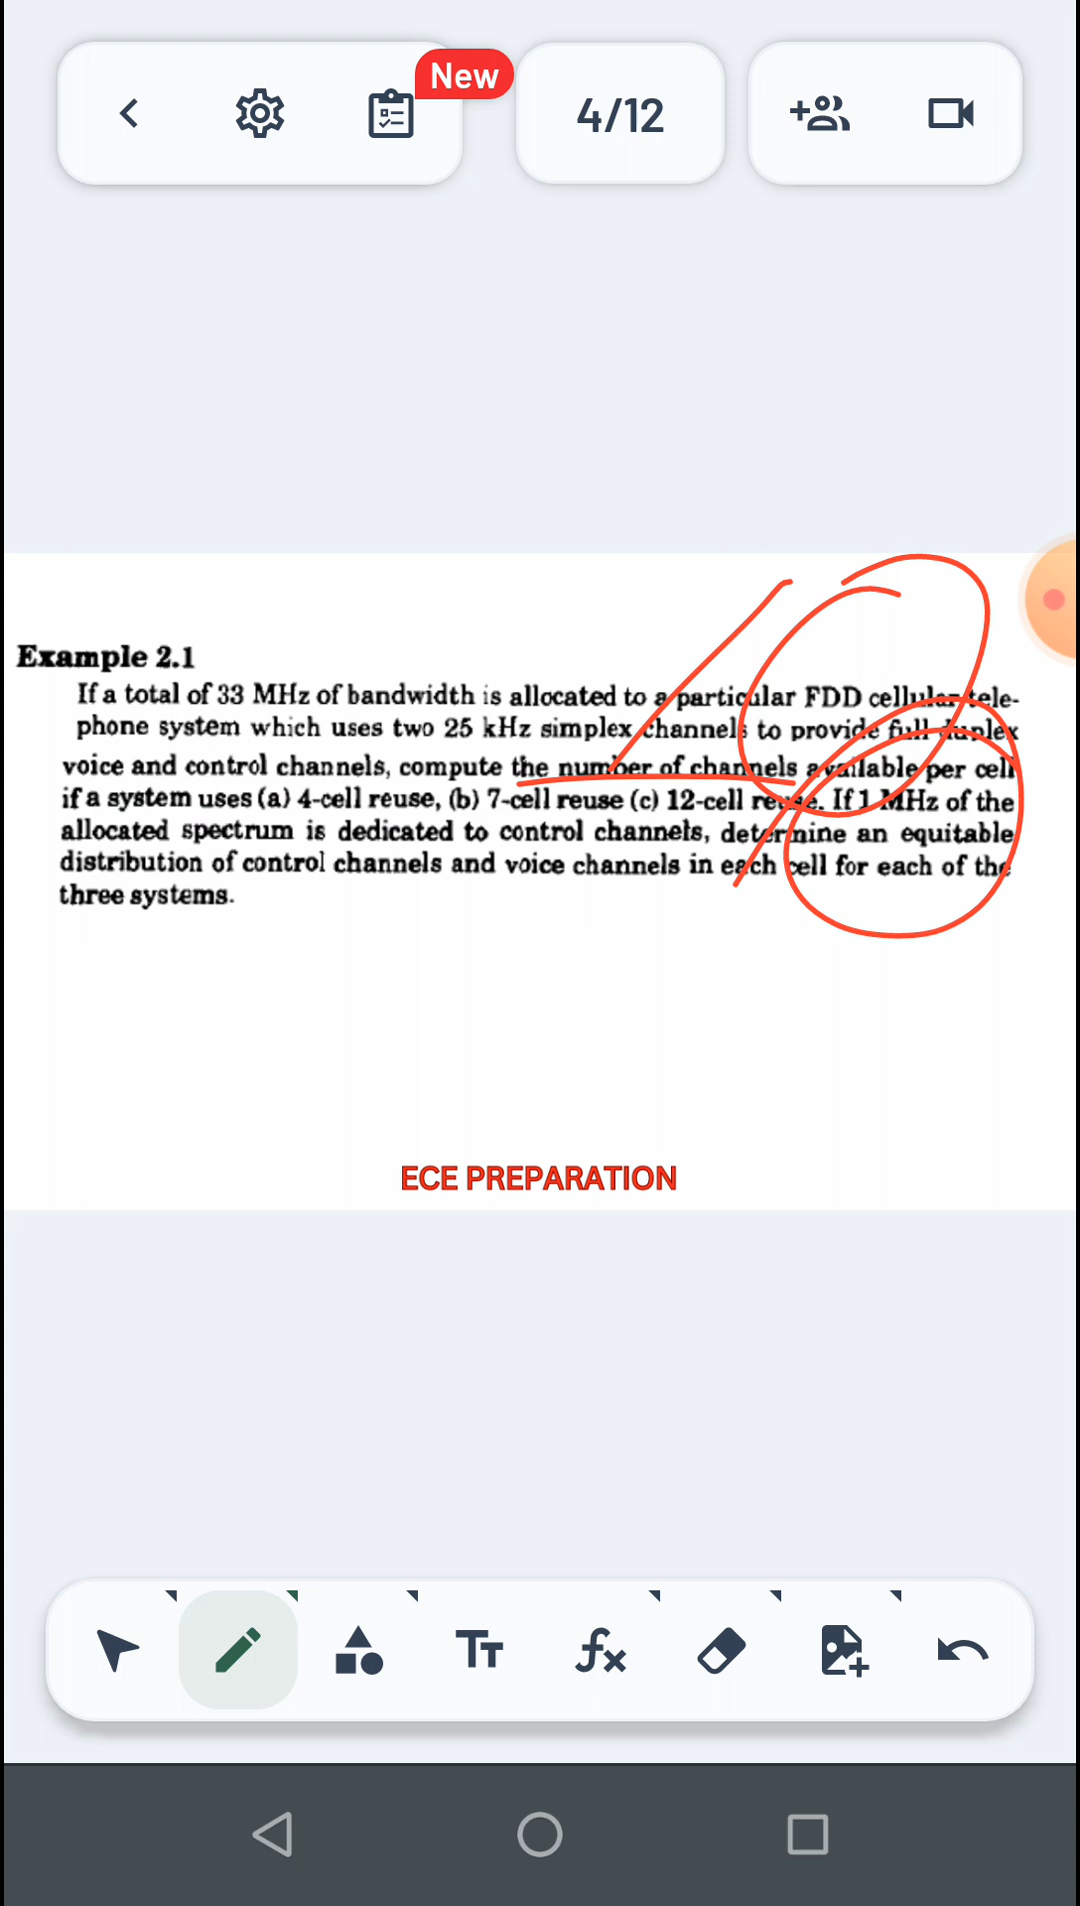 New
4/12
Example 2.1
If a total of 33 MHz of bandwidth is allocated to a particular FDD cellular tele-
phone system which uses two 25 kHz simplex channels to provide full duplex
voice and control channels, compute the number of channels available per cell
if a system uses (a) 4-cell reuse, (b) 7-cell reuse (c) 12-cell reuse. If 1 MHz of the
allocated spectrum is dedicated to control channels, determine an equitable
distribution of control channels and voice channels in each cell for each of the
three systems.
ECE PREPARATION
TT
fx